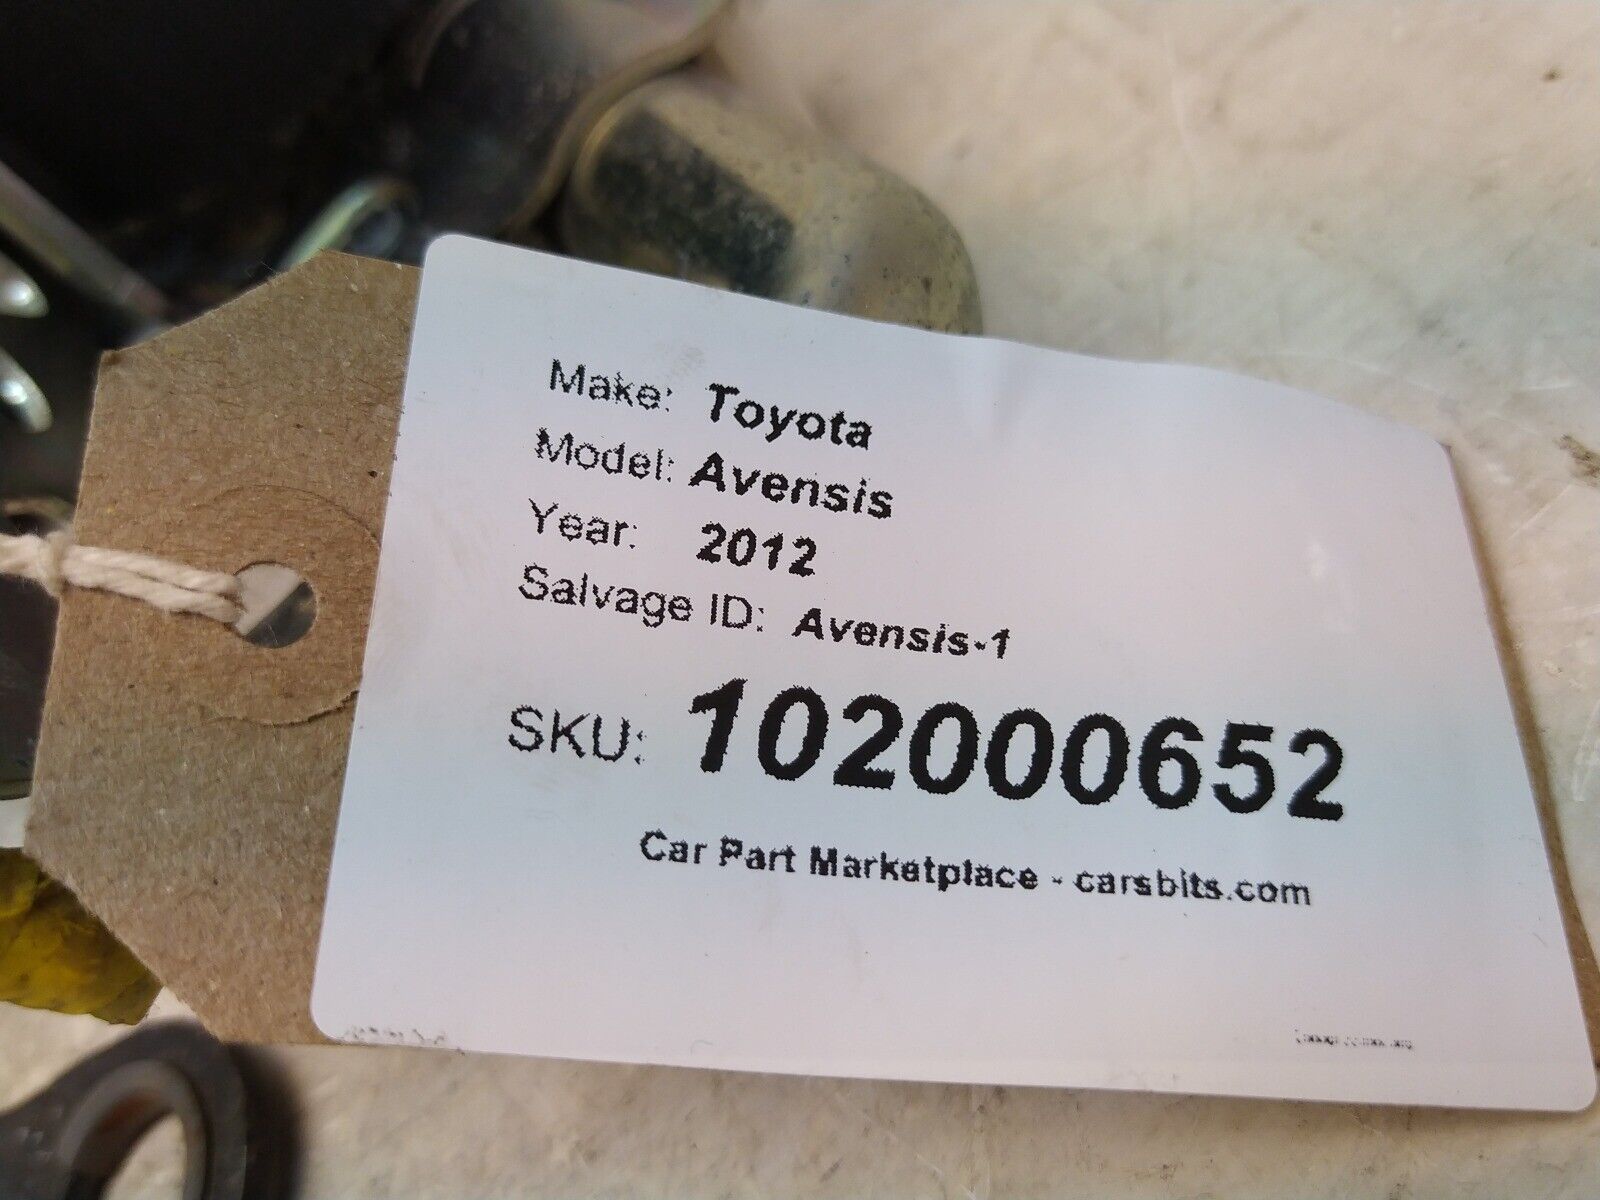 Make: Toyota
Model: Avensis
Year: 2012
Salvage ID: Avensis-1
SKU: 102000652
Car Part Marketplace - carsbits.com